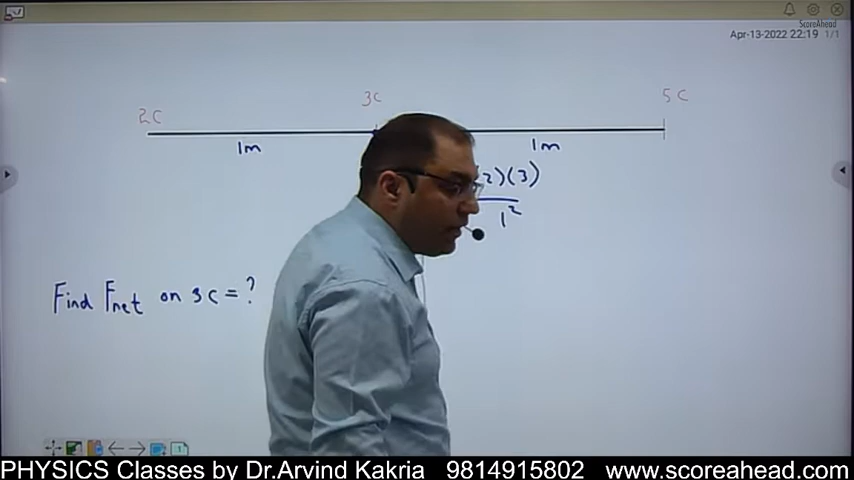 ScoreAhead
Apr-13-2022 22:19 1/1
2C 3C 5C
1m 1m
2)(3)
1²
Find Fnet on 3C = ?
PHYSICS Classes by Dr.Arvind Kakria 9814915802 www.scoreahead.com